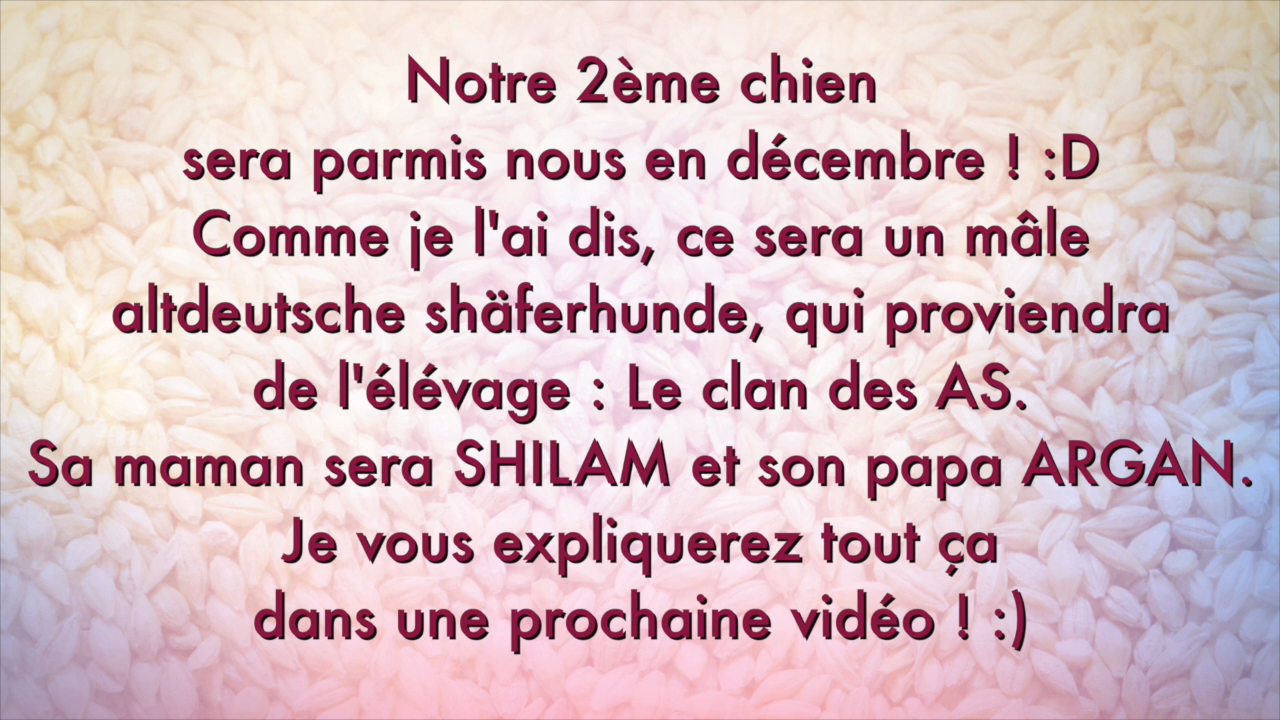 Notre 2ème chien
sera parmis nous en décembre ! :D
Comme je l'ai dis, ce sera un mâle
altdeutsche shäferhunde, qui proviendra
de l'élévage : Le clan des AS.
Sa maman sera SHILAM et son papa ARGAN.
Je vous expliquerez tout ça
dans une prochaine vidéo ! :)